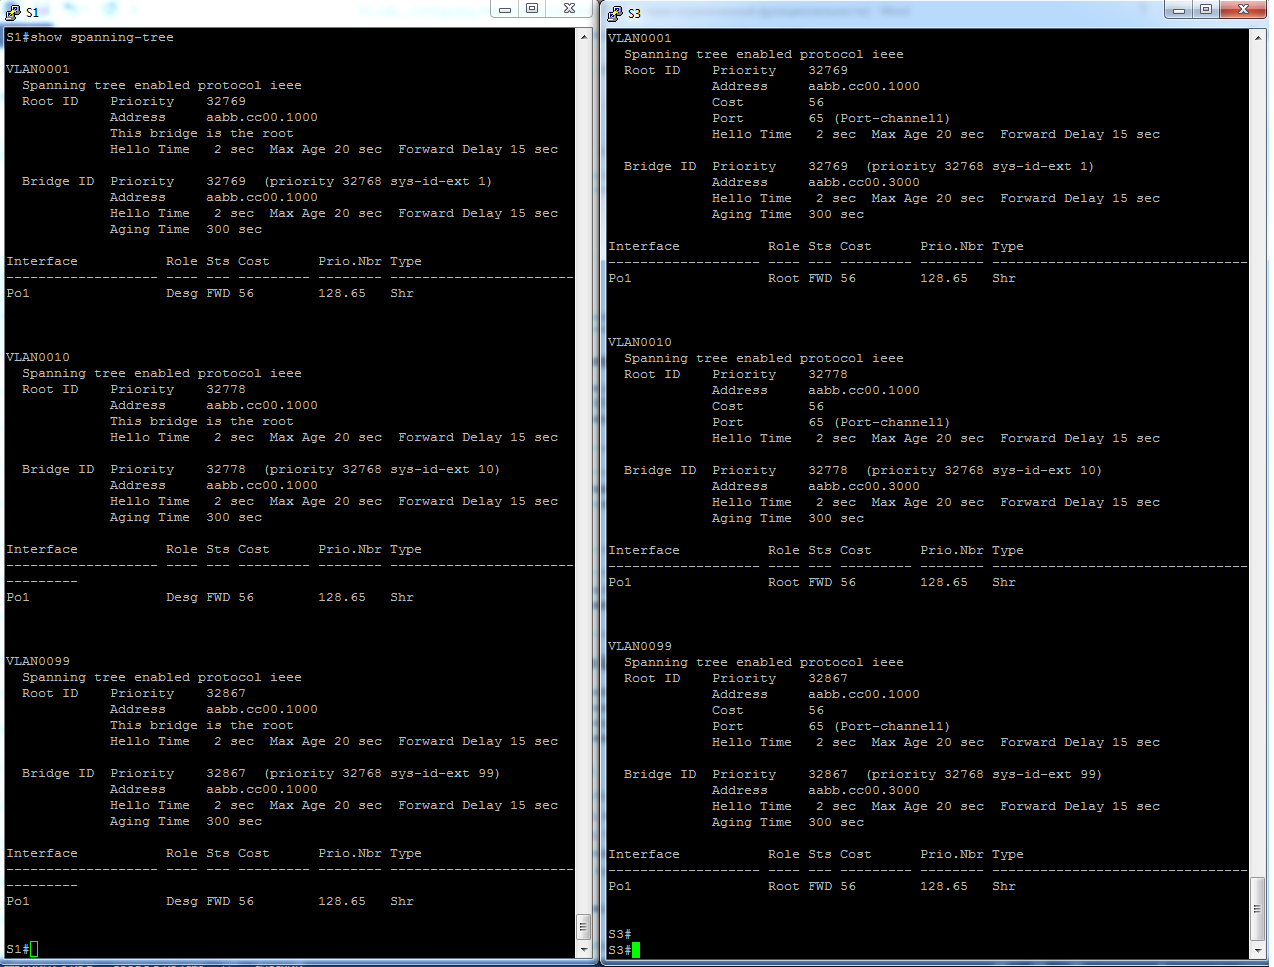 S1
S1#show spanning-tree
VLAN0001
Spanning tree enabled protocol ieee
Root ID    Priority    32769
Address     aabb.cc00.1000
This bridge is the root
Hello Time   2 sec  Max Age 20 sec  Forward Delay 15 sec
Bridge ID  Priority    32769  (priority 32768 sys-id-ext 1)
Address     aabb.cc00.1000
Hello Time   2 sec  Max Age 20 sec  Forward Delay 15 sec
Aging Time  300 sec
Interface           Role Sts Cost      Prio.Nbr Type
------------------- ---- --- --------- -------- -----------------------
Po1                 Desg FWD 56        128.65   Shr
VLAN0010
Spanning tree enabled protocol ieee
Root ID    Priority    32778
Address     aabb.cc00.1000
This bridge is the root
Hello Time   2 sec  Max Age 20 sec  Forward Delay 15 sec
Bridge ID  Priority    32778  (priority 32768 sys-id-ext 10)
Address     aabb.cc00.1000
Hello Time   2 sec  Max Age 20 sec  Forward Delay 15 sec
Aging Time  300 sec
Interface           Role Sts Cost      Prio.Nbr Type
------------------- ---- --- --------- -------- -----------------------
---------
Po1                 Desg FWD 56        128.65   Shr
VLAN0099
Spanning tree enabled protocol ieee
Root ID    Priority    32867
Address     aabb.cc00.1000
This bridge is the root
Hello Time   2 sec  Max Age 20 sec  Forward Delay 15 sec
Bridge ID  Priority    32867  (priority 32768 sys-id-ext 99)
Address     aabb.cc00.1000
Hello Time   2 sec  Max Age 20 sec  Forward Delay 15 sec
Aging Time  300 sec
Interface           Role Sts Cost      Prio.Nbr Type
------------------- ---- --- --------- -------- -----------------------
---------
Po1                 Desg FWD 56        128.65   Shr
S1#
S3
VLAN0001
Spanning tree enabled protocol ieee
Root ID    Priority    32769
Address     aabb.cc00.1000
Cost        56
Port        65 (Port-channel1)
Hello Time   2 sec  Max Age 20 sec  Forward Delay 15 sec
Bridge ID  Priority    32769  (priority 32768 sys-id-ext 1)
Address     aabb.cc00.3000
Hello Time   2 sec  Max Age 20 sec  Forward Delay 15 sec
Aging Time  300 sec
Interface           Role Sts Cost      Prio.Nbr Type
------------------- ---- --- --------- -------- --------------------------------
Po1                 Root FWD 56        128.65   Shr
VLAN0010
Spanning tree enabled protocol ieee
Root ID    Priority    32778
Address     aabb.cc00.1000
Cost        56
Port        65 (Port-channel1)
Hello Time   2 sec  Max Age 20 sec  Forward Delay 15 sec
Bridge ID  Priority    32778  (priority 32768 sys-id-ext 10)
Address     aabb.cc00.3000
Hello Time   2 sec  Max Age 20 sec  Forward Delay 15 sec
Aging Time  300 sec
Interface           Role Sts Cost      Prio.Nbr Type
------------------- ---- --- --------- -------- --------------------------------
Po1                 Root FWD 56        128.65   Shr
VLAN0099
Spanning tree enabled protocol ieee
Root ID    Priority    32867
Address     aabb.cc00.1000
Cost        56
Port        65 (Port-channel1)
Hello Time   2 sec  Max Age 20 sec  Forward Delay 15 sec
Bridge ID  Priority    32867  (priority 32768 sys-id-ext 99)
Address     aabb.cc00.3000
Hello Time   2 sec  Max Age 20 sec  Forward Delay 15 sec
Aging Time  300 sec
Interface           Role Sts Cost      Prio.Nbr Type
------------------- ---- --- --------- -------- --------------------------------
Po1                 Root FWD 56        128.65   Shr
S3#
S3#